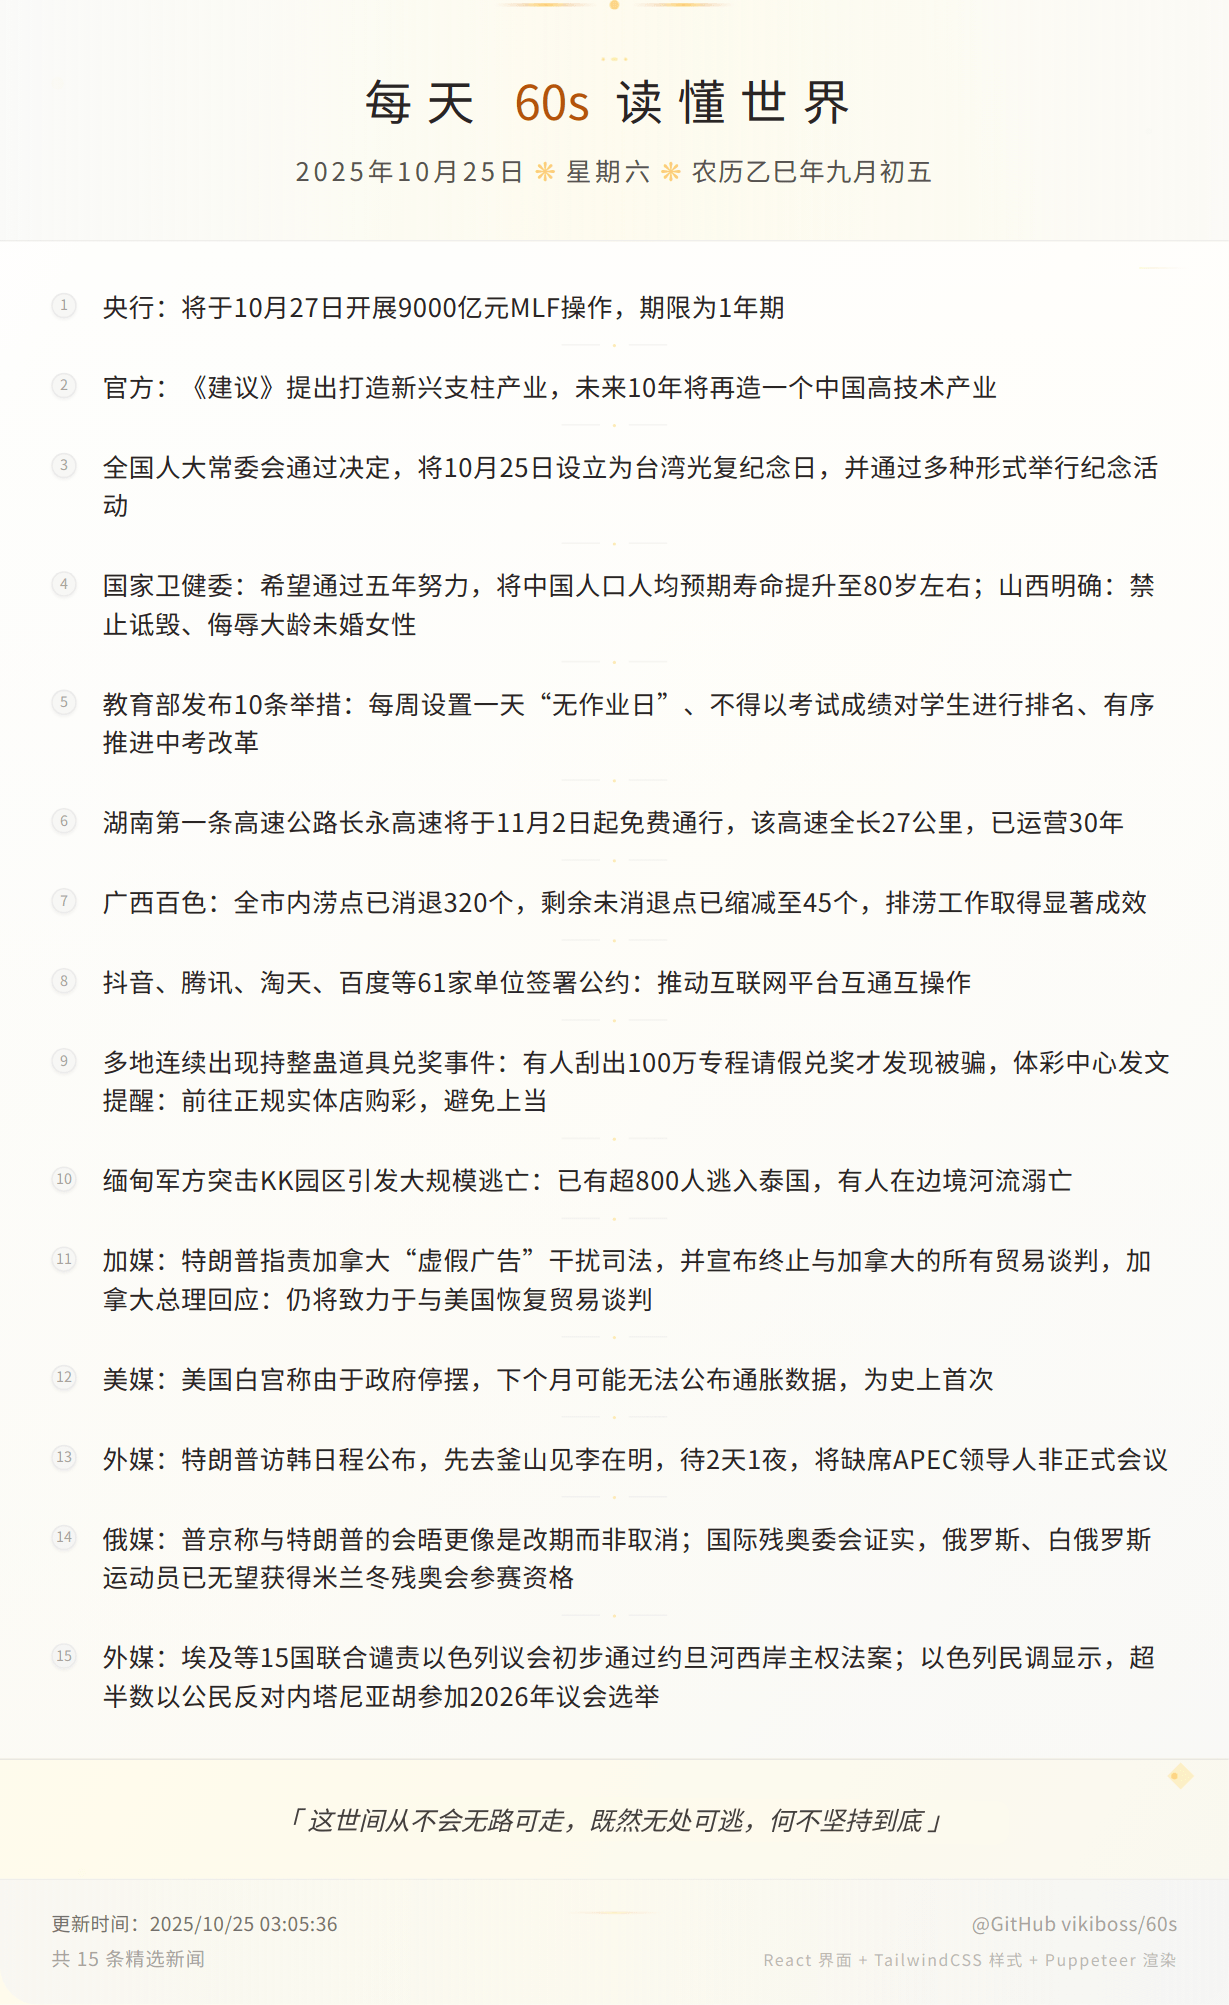 每天 60s 读懂世界
2025年10月25日 ❋ 星期六 ❋ 农历乙巳年九月初五
1 央行：将于10月27日开展9000亿元MLF操作，期限为1年期
2 官方：《建议》提出打造新兴支柱产业，未来10年将再造一个中国高技术产业
3 全国人大常委会通过决定，将10月25日设立为台湾光复纪念日，并通过多种形式举行纪念活
动
4 国家卫健委：希望通过五年努力，将中国人口人均预期寿命提升至80岁左右；山西明确：禁
止诋毁、侮辱大龄未婚女性
5 教育部发布10条举措：每周设置一天“无作业日”、不得以考试成绩对学生进行排名、有序
推进中考改革
6 湖南第一条高速公路长永高速将于11月2日起免费通行，该高速全长27公里，已运营30年
7 广西百色：全市内涝点已消退320个，剩余未消退点已缩减至45个，排涝工作取得显著成效
8 抖音、腾讯、淘天、百度等61家单位签署公约：推动互联网平台互通互操作
9 多地连续出现持整蛊道具兑奖事件：有人刮出100万专程请假兑奖才发现被骗，体彩中心发文
提醒：前往正规实体店购彩，避免上当
10 缅甸军方突击KK园区引发大规模逃亡：已有超800人逃入泰国，有人在边境河流溺亡
11 加媒：特朗普指责加拿大“虚假广告”干扰司法，并宣布终止与加拿大的所有贸易谈判，加
拿大总理回应：仍将致力于与美国恢复贸易谈判
12 美媒：美国白宫称由于政府停摆，下个月可能无法公布通胀数据，为史上首次
13 外媒：特朗普访韩日程公布，先去釜山见李在明，待2天1夜，将缺席APEC领导人非正式会议
14 俄媒：普京称与特朗普的会晤更像是改期而非取消；国际残奥委会证实，俄罗斯、白俄罗斯
运动员已无望获得米兰冬残奥会参赛资格
15 外媒：埃及等15国联合谴责以色列议会初步通过约旦河西岸主权法案；以色列民调显示，超
半数以公民反对内塔尼亚胡参加2026年议会选举
「 这世间从不会无路可走，既然无处可逃，何不坚持到底 」
更新时间：2025/10/25 03:05:36
@GitHub vikiboss/60s
共 15 条精选新闻
React 界面 + TailwindCSS 样式 + Puppeteer 渲染